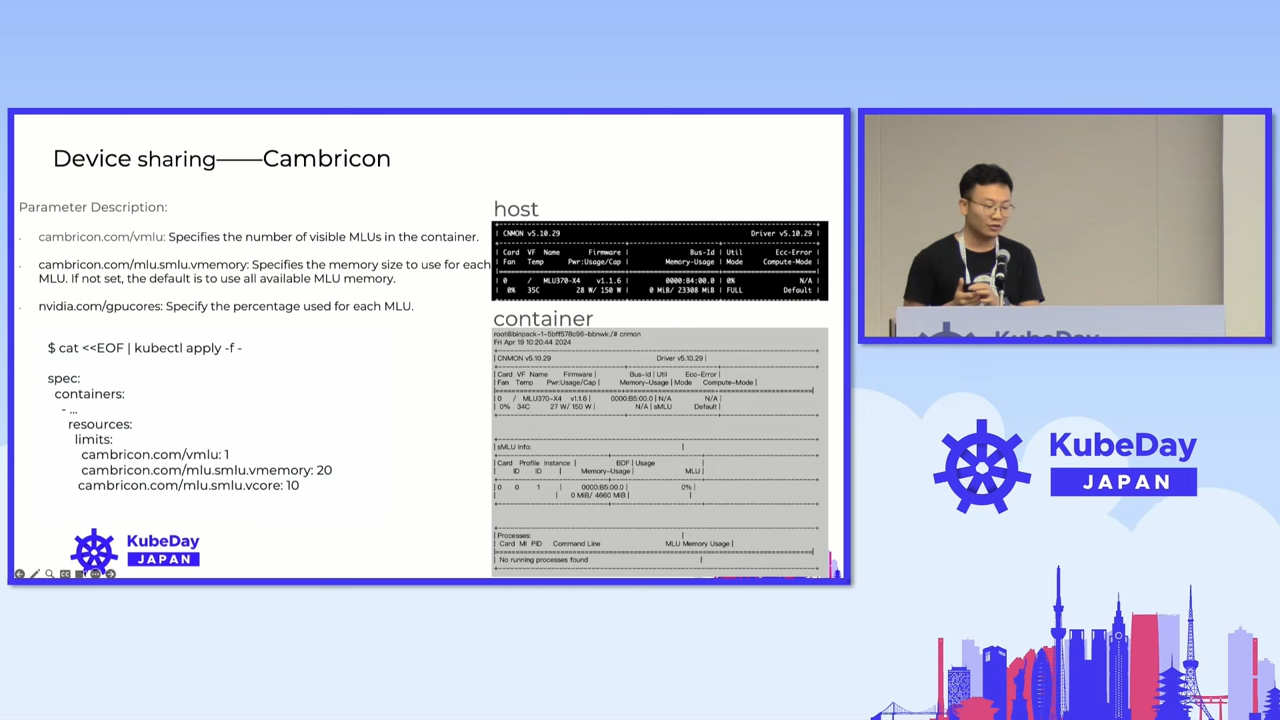 Device sharing——Cambricon
Parameter Description:
cambricon.com/vmlu: Specifies the number of visible MLUs in the container.
cambricon.com/mlu.smlu.vmemory: Specifies the memory size to use for each
MLU. If not set, the default is to use all available MLU memory.
nvidia.com/gpucores: Specify the percentage used for each MLU.
$ cat <<EOF | kubectl apply -f -
spec:
containers:
- ...
resources:
limits:
cambricon.com/vmlu: 1
cambricon.com/mlu.smlu.vmemory: 20
cambricon.com/mlu.smlu.vcore: 10
KubeDay
JAPAN
host
| CNMON v5.10.29 Driver v5.10.29 |
| Card VF Name Firmware | Bus-Id | Util Ecc-Error |
| Fan Temp Pwr:Usage/Cap | Memory-Usage | Mode Compute-Mode |
| 0 / MLU370-X4 v1.1.6 | 0000:B4:00.0 | 0% N/A |
| 0% 35C 28 W/ 150 W | 0 MiB/ 23308 MiB | FULL Default |
container
root@binpack-1-5bff578c96-bbnwk:/# cnmon
Fri Apr 19 10:20:44 2024
| CNMON v5.10.29 Driver v5.10.29 |
| Card VF Name Firmware | Bus-Id | Util Ecc-Error |
| Fan Temp Pwr:Usage/Cap | Memory-Usage | Mode Compute-Mode |
| 0 / MLU370-X4 v1.1.6 | 0000:B5:00.0 | N/A N/A |
| 0% 34C 27 W/ 150 W | N/A | sMLU Default |
| sMLU Info: |
| Card Profile Instance | BDF | Usage |
| ID ID | Memory-Usage | MLU |
| 0 0 1 | 0000:B5:00.0 | 0% |
| | 0 MiB/ 4660 MiB | |
| Processes: |
| Card MI PID Command Line MLU Memory Usage |
| No running processes found |
KubeDay
KubeDay
JAPAN